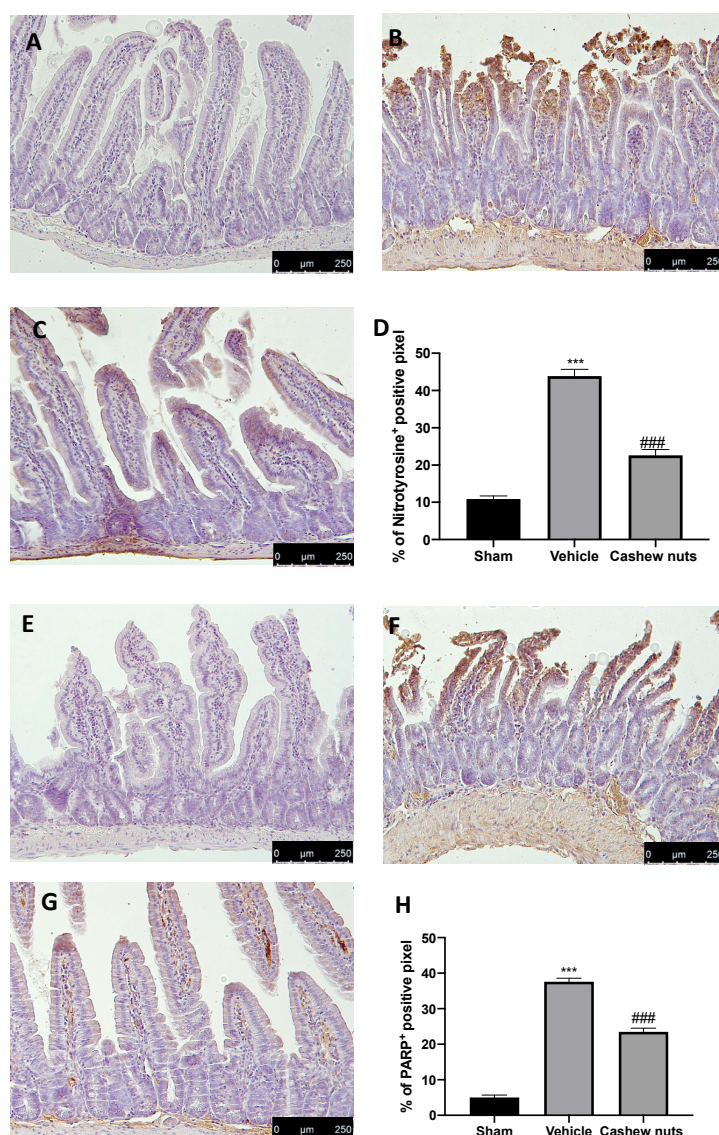 A
0 µm 250
B
0 µm 250
C
0 µm 250
D
% of Nitrotyrosine⁺ positive pixel
50
40
30
20
10
0
***
###
Sham Vehicle Cashew nuts
E
0 µm 250
F
0 µm 250
G
0 µm 250
H
% of PARP⁺ positive pixel
50
40
30
20
10
0
***
###
Sham Vehicle Cashew nuts